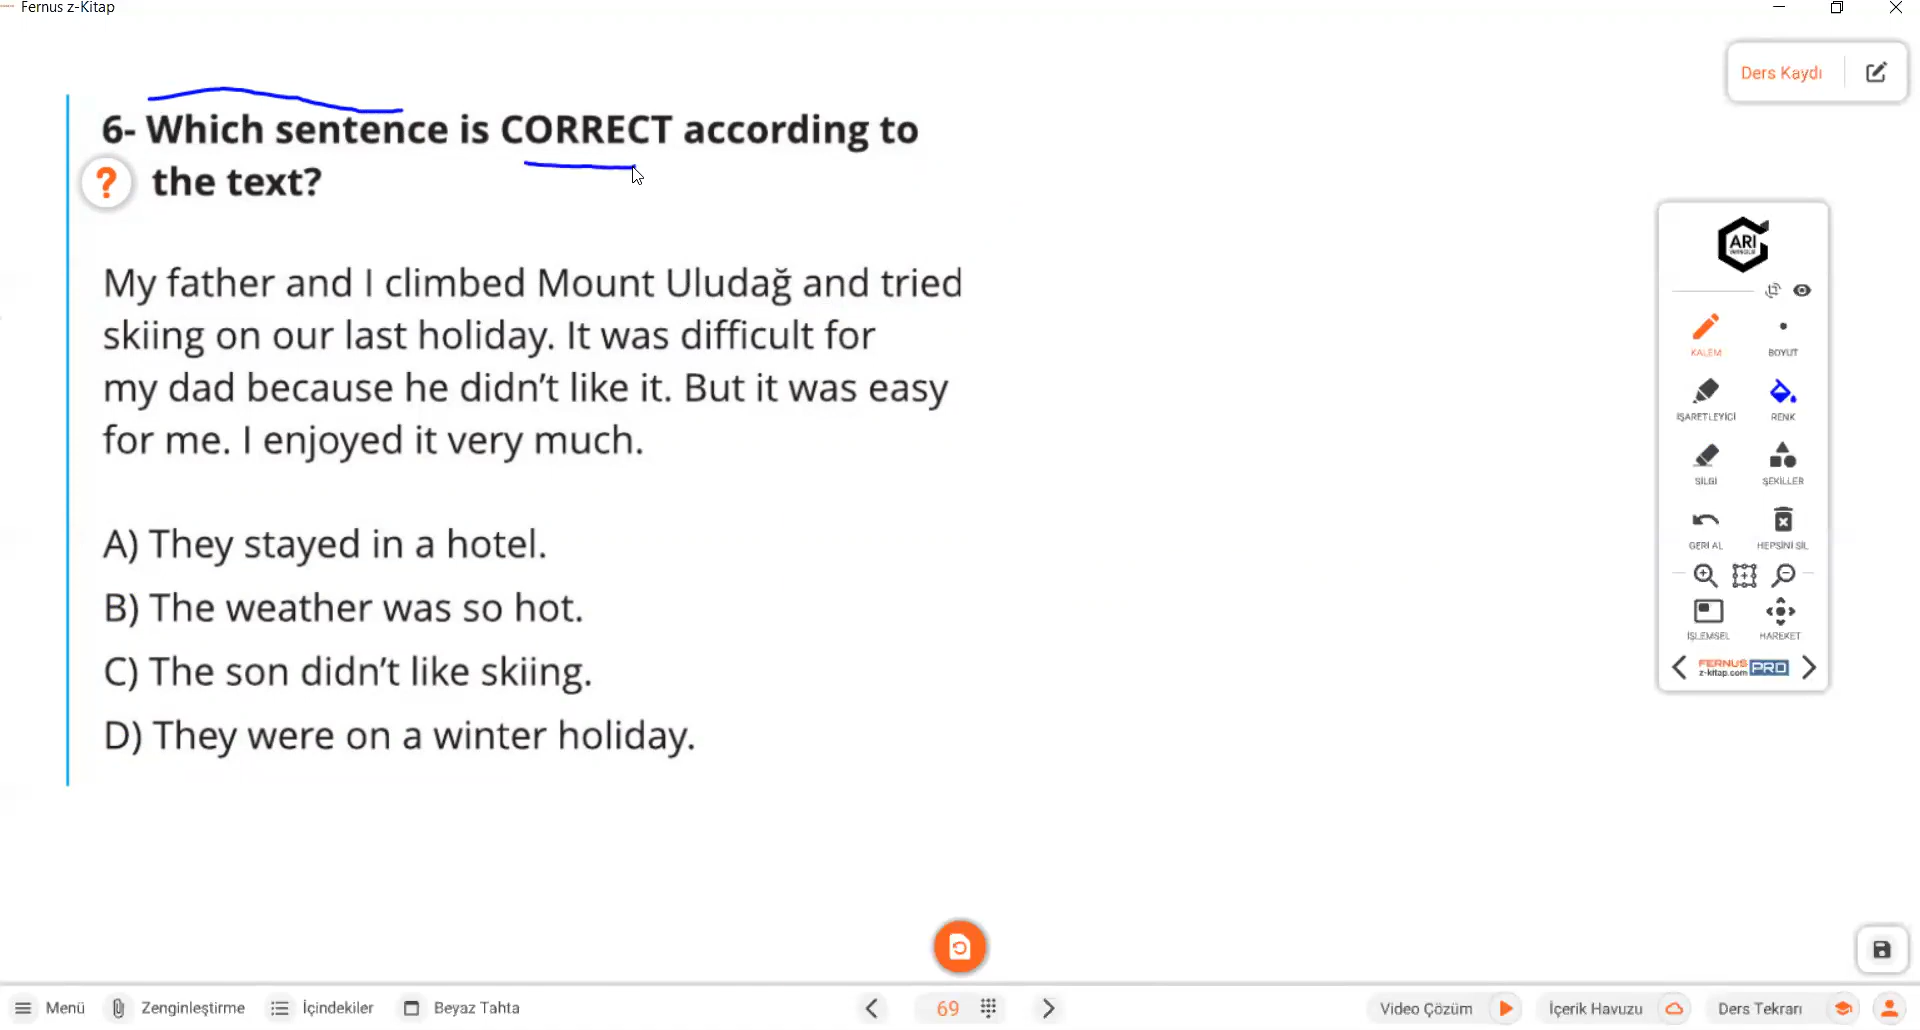 Fernus z-Kitap
Ders Kaydı
6- Which sentence is CORRECT according to
? the text?
My father and I climbed Mount Uludağ and tried
skiing on our last holiday. It was difficult for
my dad because he didn't like it. But it was easy
for me. I enjoyed it very much.
A) They stayed in a hotel.
B) The weather was so hot.
C) The son didn't like skiing.
D) They were on a winter holiday.
ARI
KALEM BOYUT
İŞARETLEYİCİ RENK
SİLGİ ŞEKİLLER
GERİ AL HEPSİNİ SİL
İŞLEMSEL HAREKET
FERNUS
z-kitap.com PRO
Menü Zenginleştirme İçindekiler Beyaz Tahta 69 Video Çözüm İçerik Havuzu Ders Tekrarı